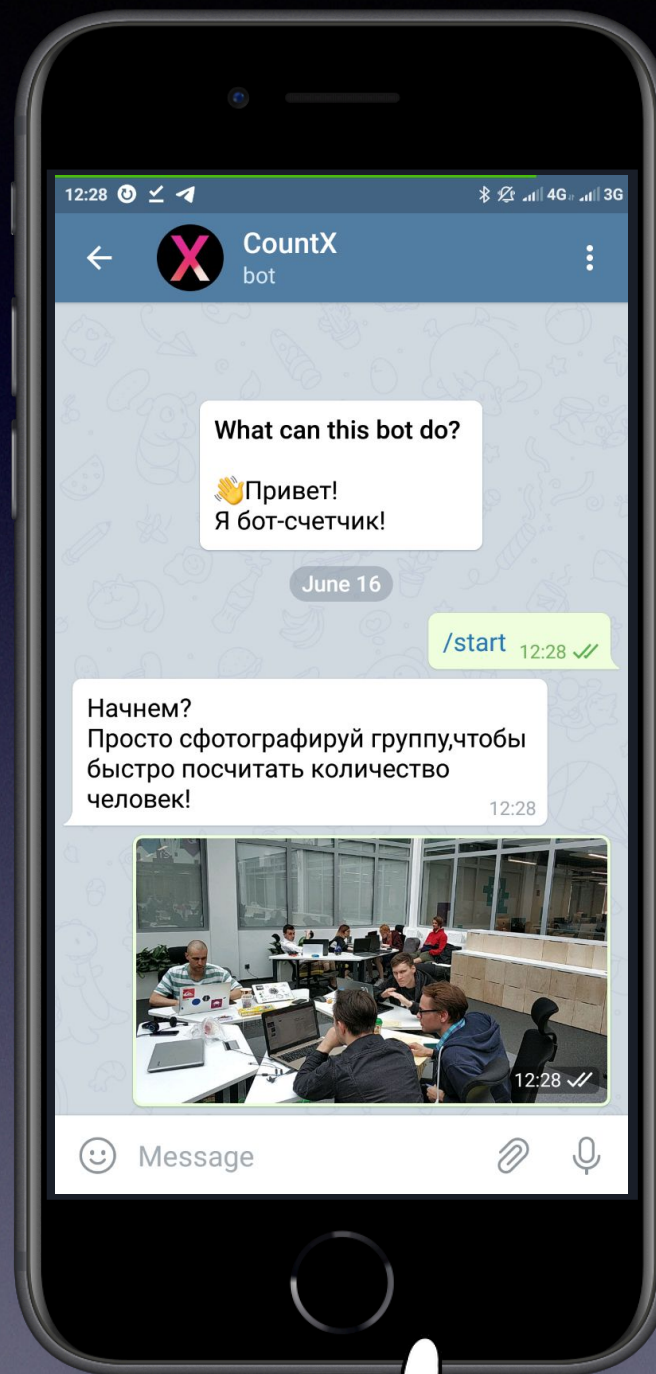 12:28 4G 3G
CountX
bot
What can this bot do?
👋Привет!
Я бот-счетчик!
June 16
/start 12:28
Начнем?
Просто сфотографируй группу,чтобы
быстро посчитать количество
человек!
12:28
12:28
Message